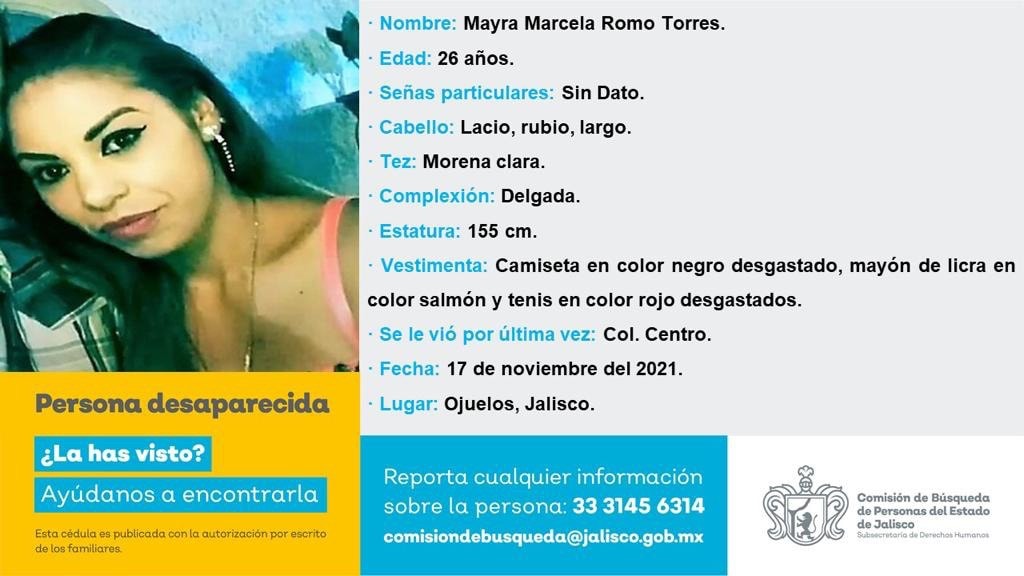 · Nombre: Mayra Marcela Romo Torres.
· Edad: 26 años.
· Señas particulares: Sin Dato.
· Cabello: Lacio, rubio, largo.
· Tez: Morena clara.
· Complexión: Delgada.
· Estatura: 155 cm.
· Vestimenta: Camiseta en color negro desgastado, mayón de licra en
color salmón y tenis en color rojo desgastados.
· Se le vió por última vez: Col. Centro.
· Fecha: 17 de noviembre del 2021.
· Lugar: Ojuelos, Jalisco.
Persona desaparecida
¿La has visto?
Ayúdanos a encontrarla
Esta cédula es publicada con la autorización por escrito
de los familiares.
Reporta cualquier información
sobre la persona: 33 3145 6314
comisiondebusqueda@jalisco.gob.mx
Comisión de Búsqueda
de Personas del Estado
de Jalisco
Subsecretaría de Derechos Humanos